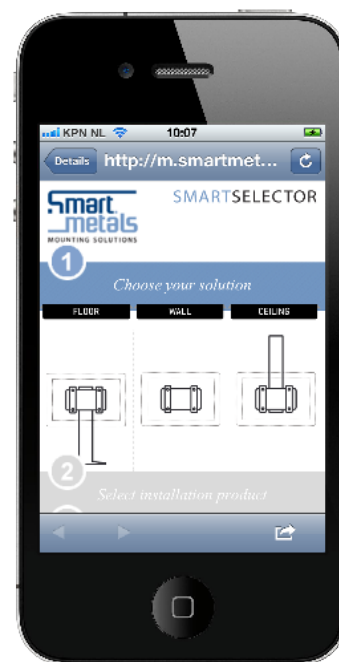 KPN NL 10:07
Details http://m.smartmet...
Smart
metals
MOUNTING SOLUTIONS
SMARTSELECTOR
1
Choose your solution
FLOOR WALL CEILING
2
Select installation product